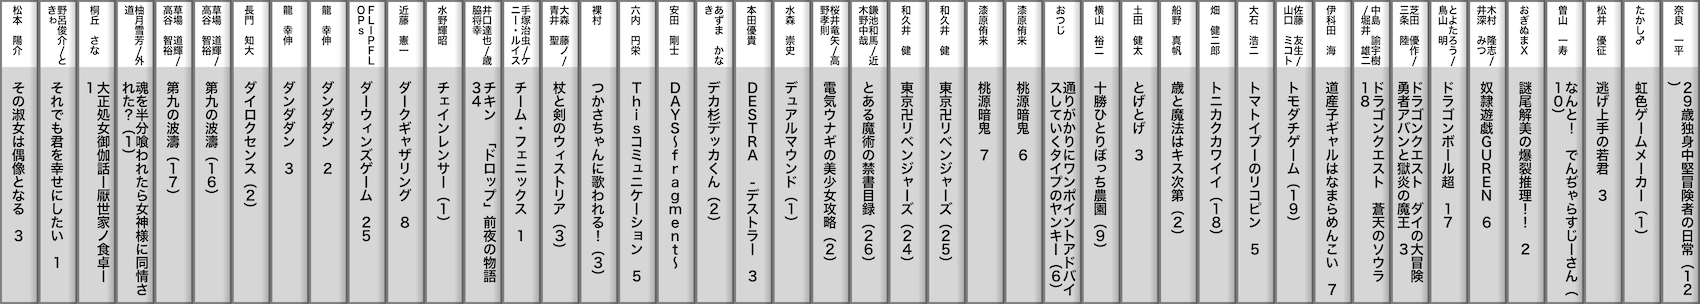 奈良 一平
29歳独身中堅冒険者の日常 (12
)
たかし♂
虹色ゲームメーカー (1)
松井 優征
逃げ上手の若君 3
曽山 一寿
なんと! でんぢゃらすじーさん (
10)
おぎぬまX
謎尾解美の爆裂推理!! 2
木村 隆志/
井深 みつ
奴隷遊戯GUREN 6
とよたろう/
鳥山 明
ドラゴンボール超 17
芝田 優作/
三条 陸
ドラゴンクエスト ダイの大冒険
勇者アバンと獄炎の魔王 3
中島 諭宇樹
/堀井 雄二
ドラゴンクエスト 蒼天のソウラ
18
伊科田 海
道産子ギャルはなまらめんこい 7
佐藤 友生/
山口 ミコト
トモダチゲーム (19)
大石 浩二
トマトイプーのリコピン 5
畑 健二郎
トニカクカワイイ (18)
船野 真帆
歳と魔法はキス次第 (2)
土田 健太
とげとげ 3
横山 裕二
十勝ひとりぼっち農園 (9)
おつじ
通りがかりにワンポイントアドバイ
スしていくタイプのヤンキー (6)
漆原侑来
桃源暗鬼 6
漆原侑来
桃源暗鬼 7
和久井 健
東京卍リベンジャーズ (25)
和久井 健
東京卍リベンジャーズ (24)
鎌池和馬/近
木野中哉
とある魔術の禁書目録 (26)
桜井竜矢/高
野孝則
電気ウナギの美少女攻略 (2)
水森 崇史
デュアルマウンド (1)
本田優貴
DESTRA -デストラー 3
あずま かな
き
デカ杉デッカくん (2)
安田 剛士
DAYS〜fragment〜
六内 円栄
Thisコミュニケーション 5
裸村
つかさちゃんに歌われる! (3)
大森 藤ノ/
青井 聖
杖と剣のウィストリア (3)
手塚治虫/ケ
ニー・ルイス
チーム・フェニックス 1
井口達也/歳
脇将幸
チキン 「ドロップ」前夜の物語
34
水野輝昭
チェインレンサー (1)
近藤 憲一
ダークギャザリング 8
FLIPFL
OPs
ダーウィンズゲーム 25
龍 幸伸
ダンダダン 2
龍 幸伸
ダンダダン 3
長門 知大
ダイロクセンス (2)
草場 道輝/
高谷 智裕
第九の波濤 (16)
草場 道輝/
高谷 智裕
第九の波濤 (17)
柚月雪芳/外
道
魂を半分喰われたら女神様に同情さ
れた? (1)
桐丘 さな
大正処女御伽話ー厭世家ノ食卓ー
1
野呂俊介/と
きわ
それでも君を幸せにしたい 1
松本 陽介
その淑女は偶像となる 3